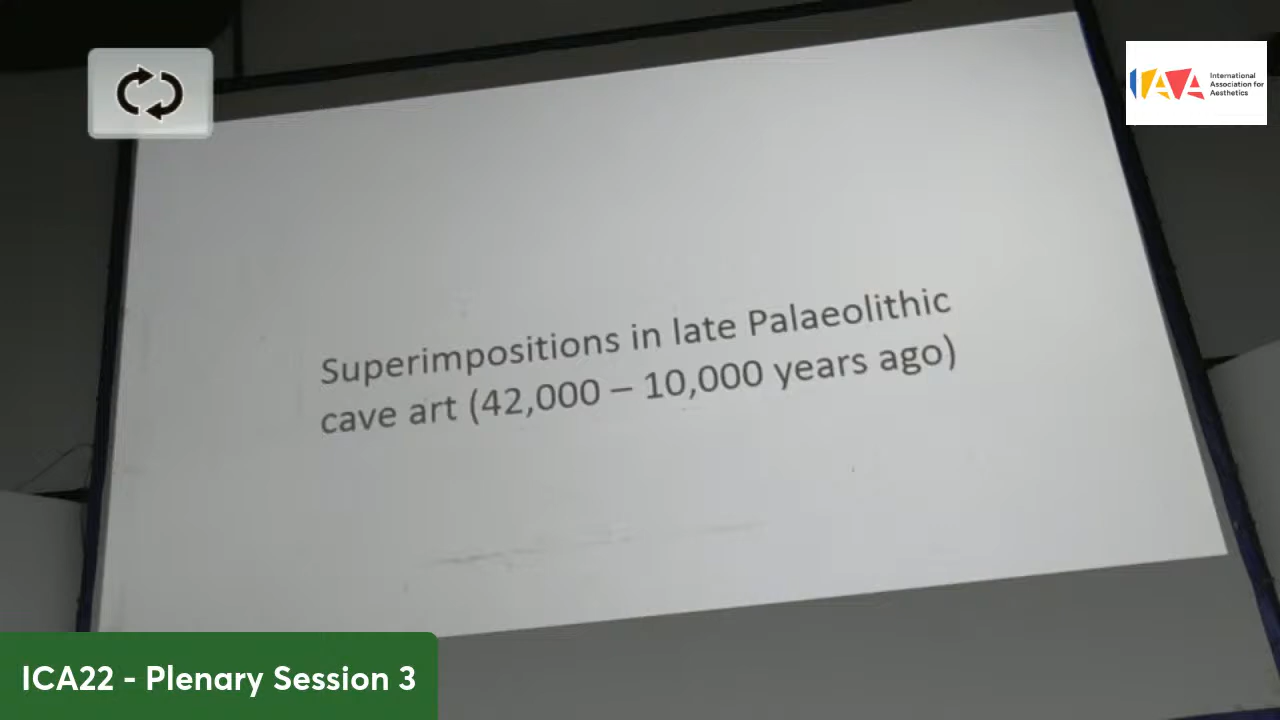 International
Association for
Aesthetics
Superimpositions in late Palaeolithic
cave art (42,000 – 10,000 years ago)
ICA22 - Plenary Session 3